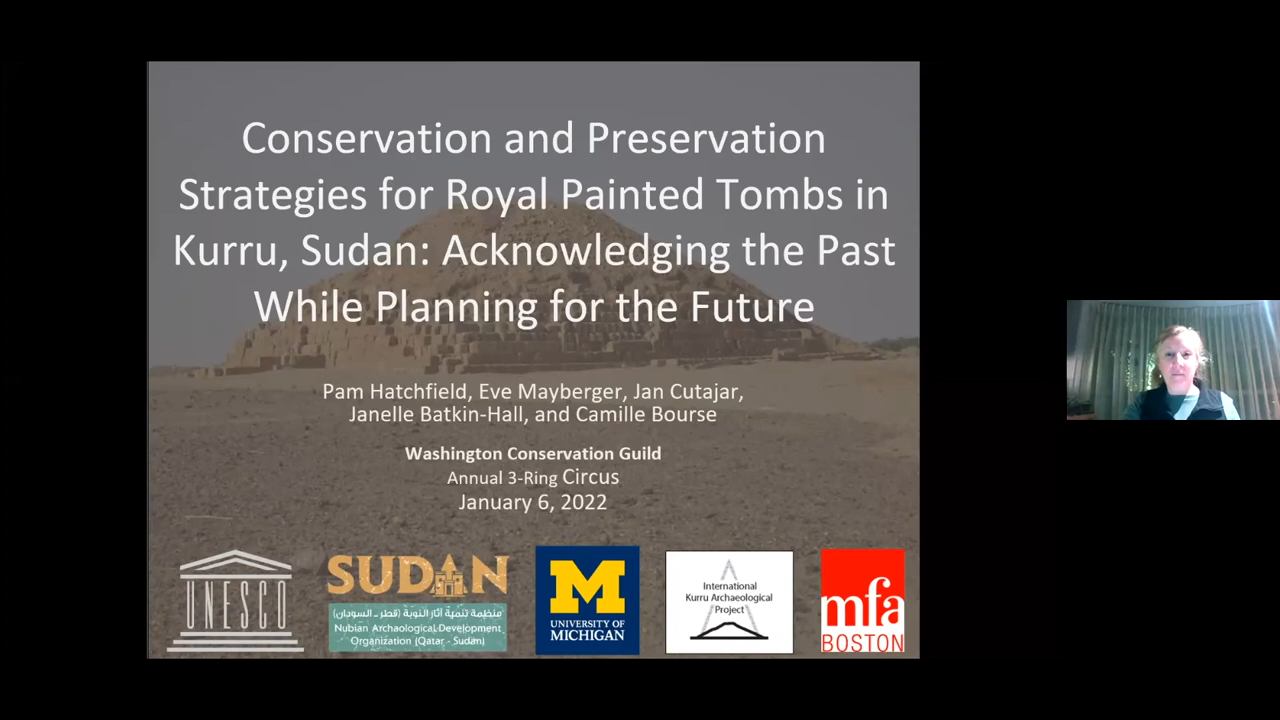 Conservation and Preservation
Strategies for Royal Painted Tombs in
Kurru, Sudan: Acknowledging the Past
While Planning for the Future
Pam Hatchfield, Eve Mayberger, Jan Cutajar,
Janelle Batkin-Hall, and Camille Bourse
Washington Conservation Guild
Annual 3-Ring Circus
January 6, 2022
UNESCO
SUDAN
منظمة تنمية آثار النوبة (قطر - السودان)
Nubian Archaeological Development
Organization (Qatar - Sudan)
M
UNIVERSITY OF
MICHIGAN
International
Kurru Archaeological
Project
mfa
BOSTON